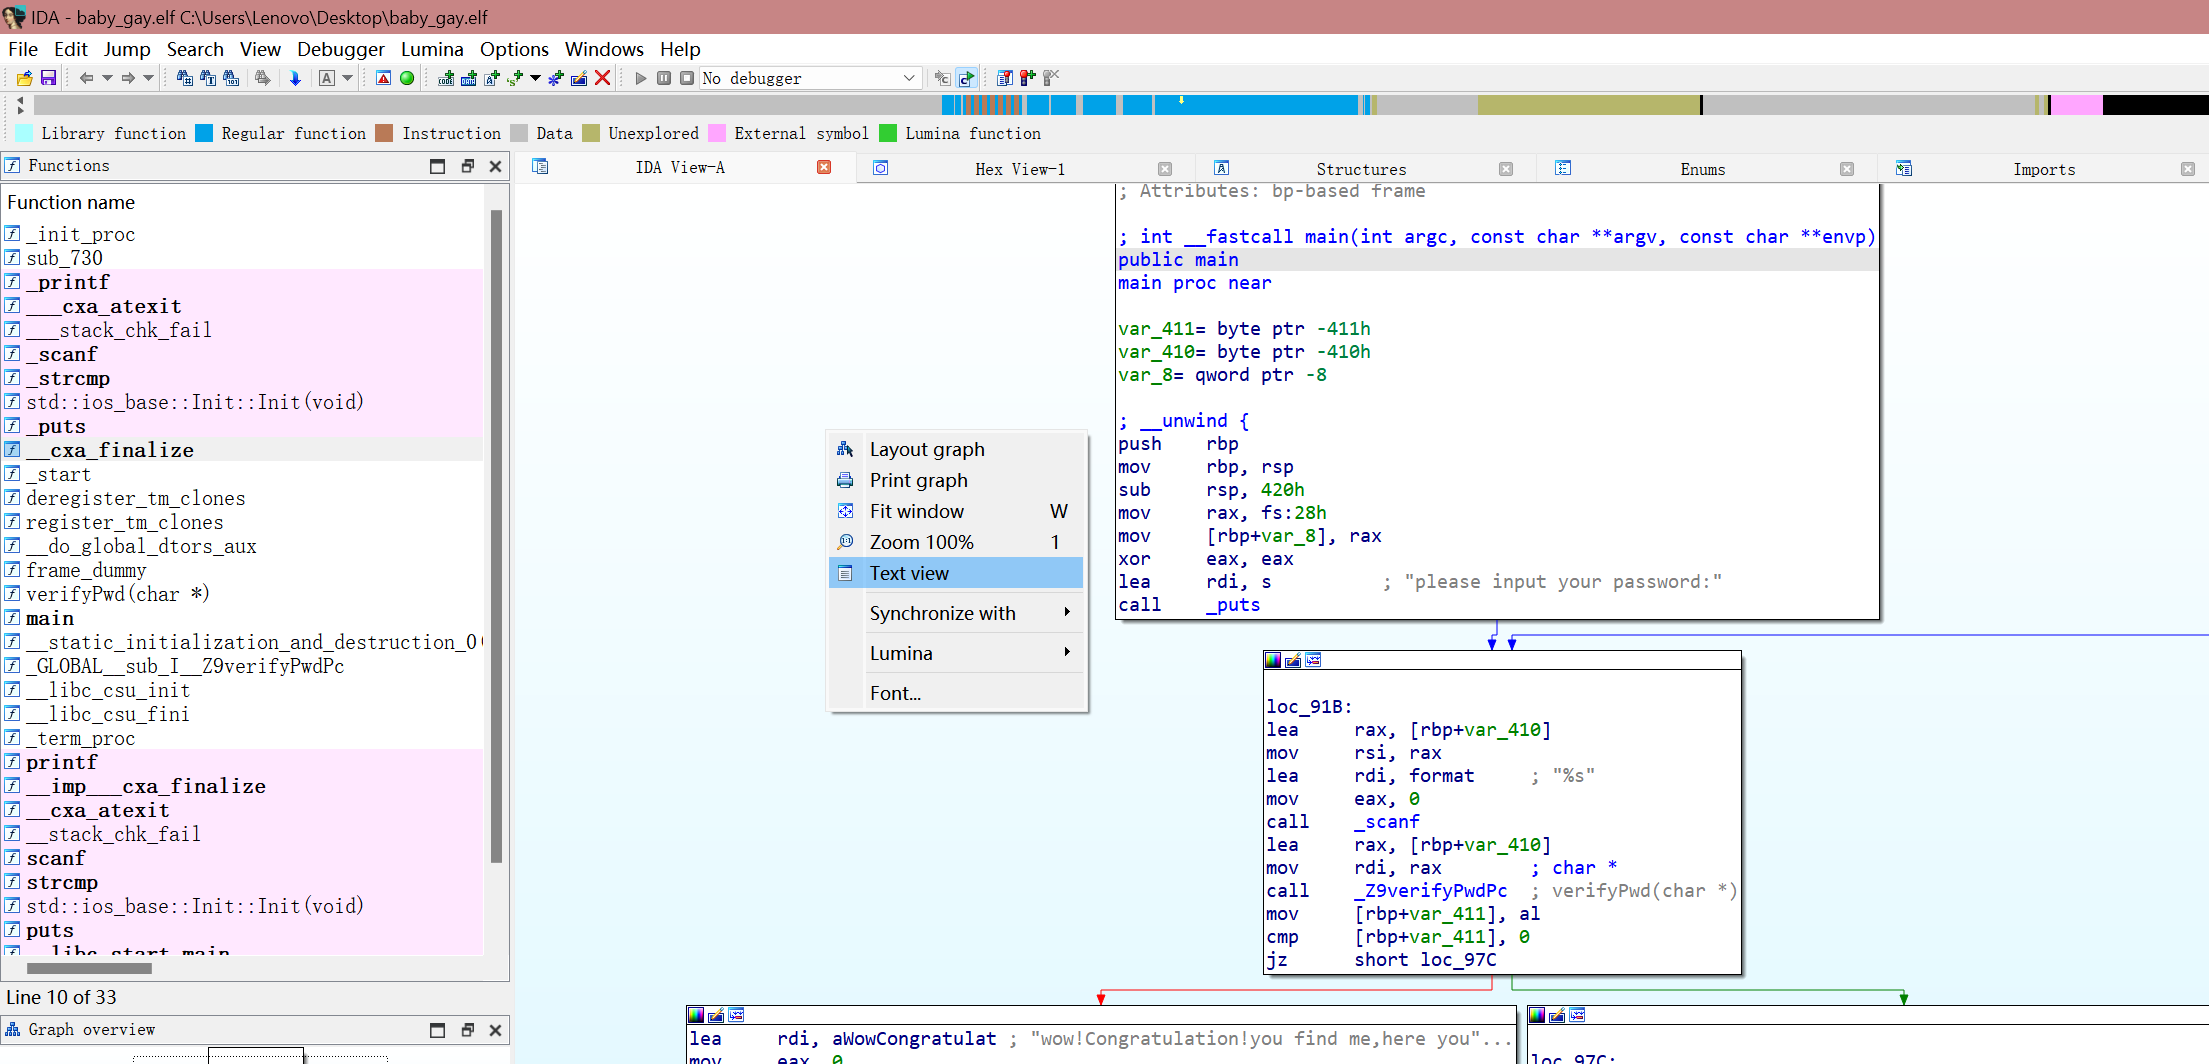 IDA - baby_gay.elf C:\Users\Lenovo\Desktop\baby_gay.elf
File Edit Jump Search View Debugger Lumina Options Windows Help
No debugger
Library function Regular function Instruction Data Unexplored External symbol Lumina function
Functions
Function name
_init_proc
sub_730
_printf
___cxa_atexit
___stack_chk_fail
_scanf
_strcmp
std::ios_base::Init::Init(void)
_puts
__cxa_finalize
_start
deregister_tm_clones
register_tm_clones
__do_global_dtors_aux
frame_dummy
verifyPwd(char *)
main
__static_initialization_and_destruction_0(
_GLOBAL__sub_I__Z9verifyPwdPc
__libc_csu_init
__libc_csu_fini
_term_proc
printf
__imp___cxa_finalize
__cxa_atexit
__stack_chk_fail
scanf
strcmp
std::ios_base::Init::Init(void)
puts
__libc_start_main
Line 10 of 33
Graph overview
IDA View-A Hex View-1 Structures Enums Imports
; Attributes: bp-based frame
; int __fastcall main(int argc, const char **argv, const char **envp)
public main
main proc near
var_411= byte ptr -411h
var_410= byte ptr -410h
var_8= qword ptr -8
; __unwind {
push rbp
mov rbp, rsp
sub rsp, 420h
mov rax, fs:28h
mov [rbp+var_8], rax
xor eax, eax
lea rdi, s ; "please input your password:"
call _puts
Layout graph
Print graph
Fit window W
Zoom 100% 1
Text view
Synchronize with
Lumina
Font...
loc_91B:
lea rax, [rbp+var_410]
mov rsi, rax
lea rdi, format ; "%s"
mov eax, 0
call _scanf
lea rax, [rbp+var_410]
mov rdi, rax ; char *
call _Z9verifyPwdPc ; verifyPwd(char *)
mov [rbp+var_411], al
cmp [rbp+var_411], 0
jz short loc_97C
lea rdi, aWowCongratulat ; "wow!Congratulation!you find me,here you"...
mov eax, 0
loc_97C: